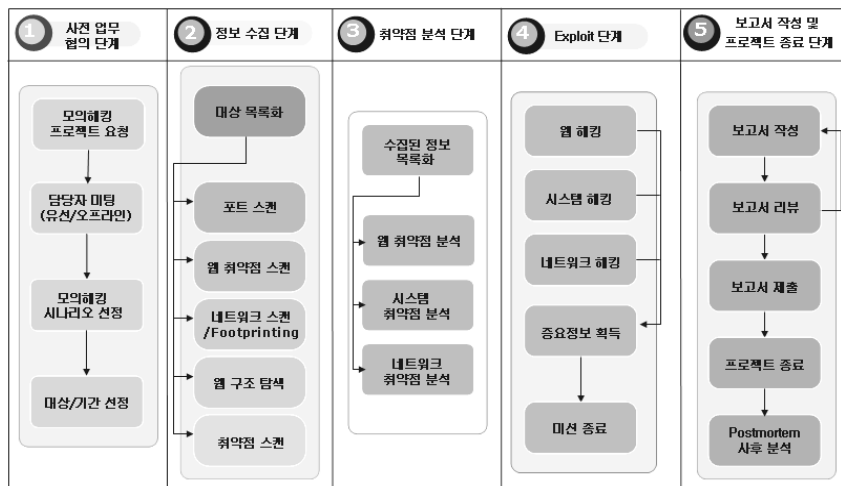 1
사전 업무
협의 단계
모의해킹
프로젝트 요청
담당자 미팅
(유선/오프라인)
모의해킹
시나리오 선정
대상/기간 선정
2
정보 수집 단계
대상 목록화
포트 스캔
웹 취약점 스캔
네트워크 스캔
/Footprinting
웹 구조 탐색
취약점 스캔
3
취약점 분석 단계
수집된 정보
목록화
웹 취약점 분석
시스템
취약점 분석
네트워크
취약점 분석
4
Exploit 단계
웹 해킹
시스템 해킹
네트워크 해킹
중요정보 획득
미션 종료
5
보고서 작성 및
프로젝트 종료 단계
보고서 작성
보고서 리뷰
보고서 제출
프로젝트 종료
Postmortem
사후 분석